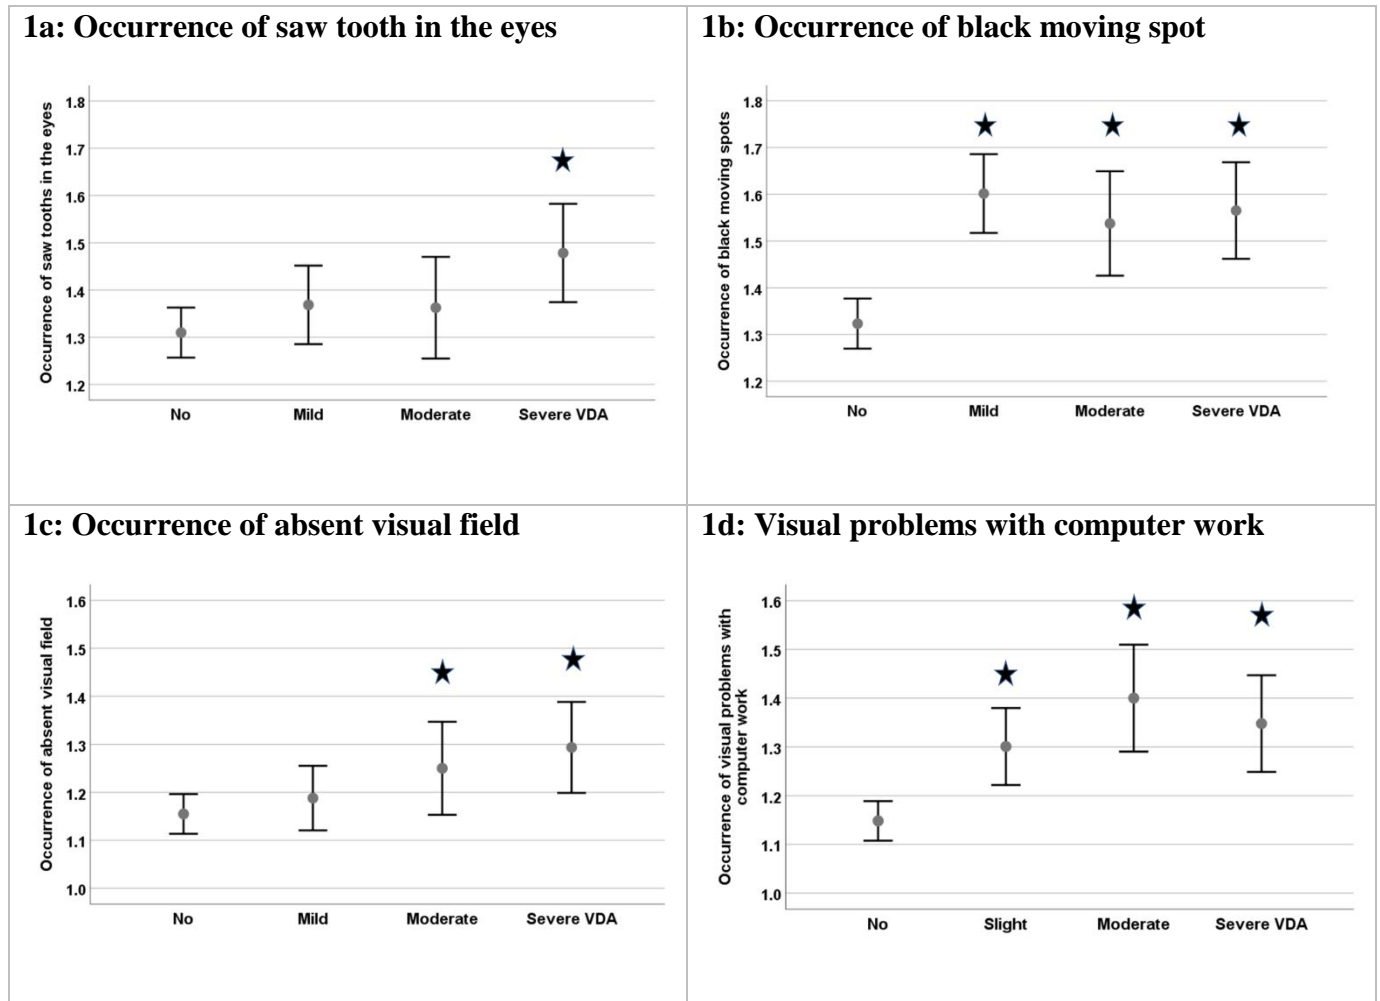 1a: Occurrence of saw tooth in the eyes
Occurrence of saw tooths in the eyes
1.8
1.7
1.6
1.5
1.4
1.3
1.2
No Mild Moderate Severe VDA
1b: Occurrence of black moving spot
Occurrence of black moving spots
1.8
1.7
1.6
1.5
1.4
1.3
1.2
No Mild Moderate Severe VDA
1c: Occurrence of absent visual field
Occurrence of absent visual field
1.6
1.5
1.4
1.3
1.2
1.1
1.0
No Mild Moderate Severe VDA
1d: Visual problems with computer work
Occurrence of visual problems with
computer work
1.6
1.5
1.4
1.3
1.2
1.1
1.0
No Slight Moderate Severe VDA